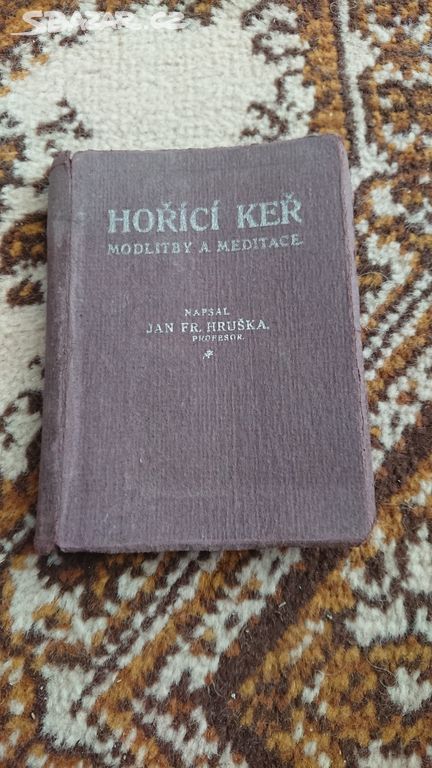 SBAZAR.CZ
HOŘÍCÍ KEŘ
MODLITBY A MEDITACE.
NAPSAL
JAN FR. HRUŠKA.
PROFESOR.